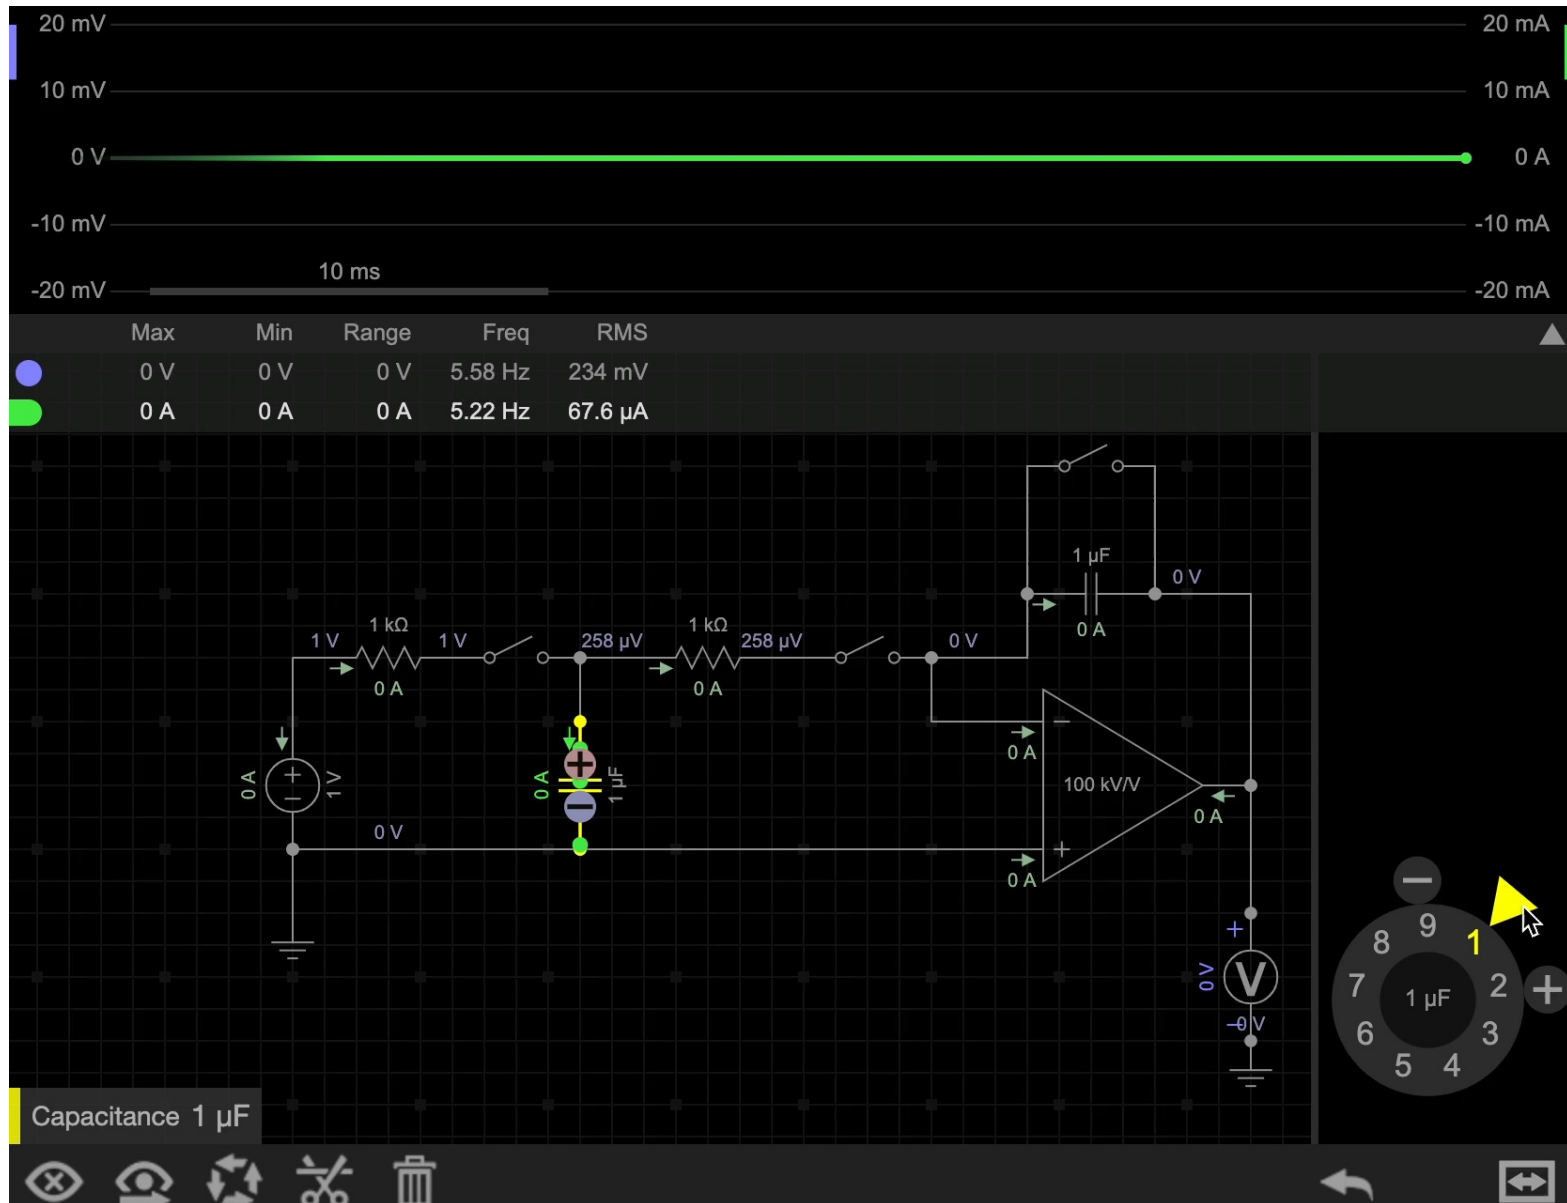 20 mV 20 mA
10 mV 10 mA
0 V 0 A
-10 mV -10 mA
10 ms
-20 mV -20 mA
Max Min Range Freq RMS
0 V 0 V 0 V 5.58 Hz 234 mV
0 A 0 A 0 A 5.22 Hz 67.6 µA
1 µF
0 V
1 kΩ 1 kΩ
0 A
1 V 1 V 258 µV 258 µV 0 V
0 A 0 A
0 A
0 A 1 V 0 A 1 µF 100 kV/V
0 A
0 V
0 A
9
8 1
7 1 µF 2
6 3
5 4
+
0 V V
–0 V
Capacitance 1 µF